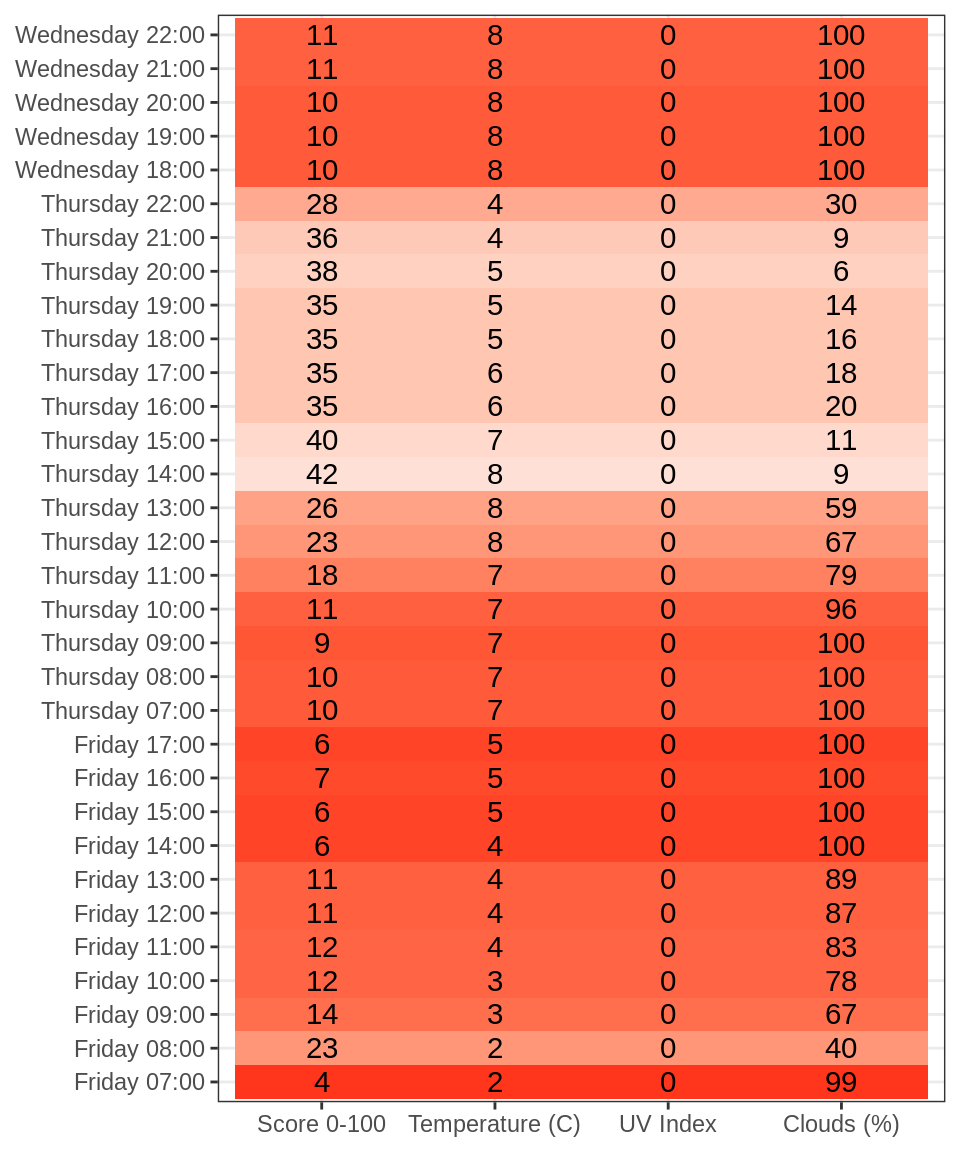 Wednesday 22:00 11 8 0 100
Wednesday 21:00 11 8 0 100
Wednesday 20:00 10 8 0 100
Wednesday 19:00 10 8 0 100
Wednesday 18:00 10 8 0 100
Thursday 22:00 28 4 0 30
Thursday 21:00 36 4 0 9
Thursday 20:00 38 5 0 6
Thursday 19:00 35 5 0 14
Thursday 18:00 35 5 0 16
Thursday 17:00 35 6 0 18
Thursday 16:00 35 6 0 20
Thursday 15:00 40 7 0 11
Thursday 14:00 42 8 0 9
Thursday 13:00 26 8 0 59
Thursday 12:00 23 8 0 67
Thursday 11:00 18 7 0 79
Thursday 10:00 11 7 0 96
Thursday 09:00 9 7 0 100
Thursday 08:00 10 7 0 100
Thursday 07:00 10 7 0 100
Friday 17:00 6 5 0 100
Friday 16:00 7 5 0 100
Friday 15:00 6 5 0 100
Friday 14:00 6 4 0 100
Friday 13:00 11 4 0 89
Friday 12:00 11 4 0 87
Friday 11:00 12 4 0 83
Friday 10:00 12 3 0 78
Friday 09:00 14 3 0 67
Friday 08:00 23 2 0 40
Friday 07:00 4 2 0 99
Score 0-100 Temperature (C) UV Index Clouds (%)